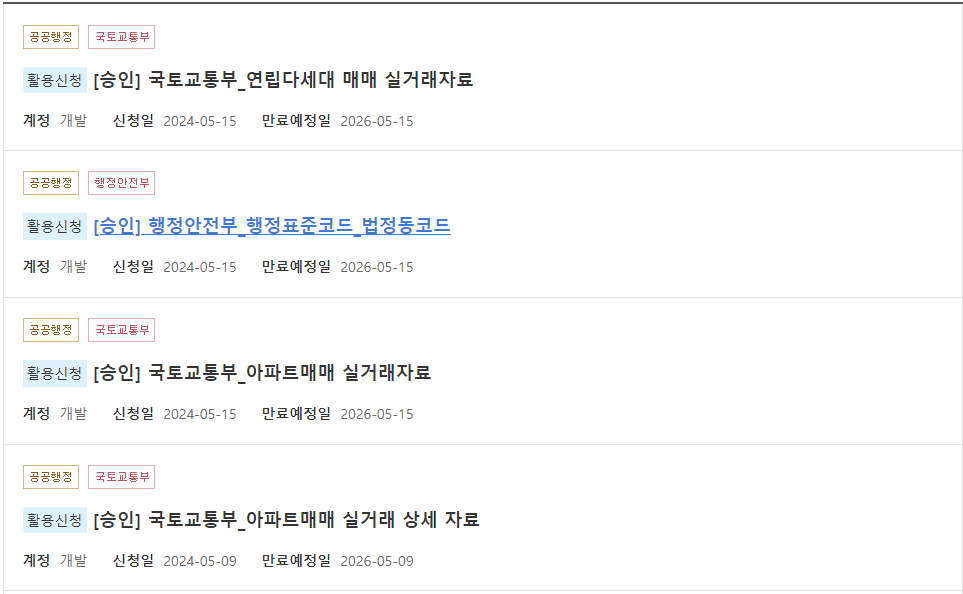 공공행정 국토교통부
활용신청 [승인] 국토교통부_연립다세대 매매 실거래자료
계정 개발 신청일 2024-05-15 만료예정일 2026-05-15
공공행정 행정안전부
활용신청 [승인] 행정안전부_행정표준코드_법정동코드
계정 개발 신청일 2024-05-15 만료예정일 2026-05-15
공공행정 국토교통부
활용신청 [승인] 국토교통부_아파트매매 실거래자료
계정 개발 신청일 2024-05-15 만료예정일 2026-05-15
공공행정 국토교통부
활용신청 [승인] 국토교통부_아파트매매 실거래 상세 자료
계정 개발 신청일 2024-05-09 만료예정일 2026-05-09